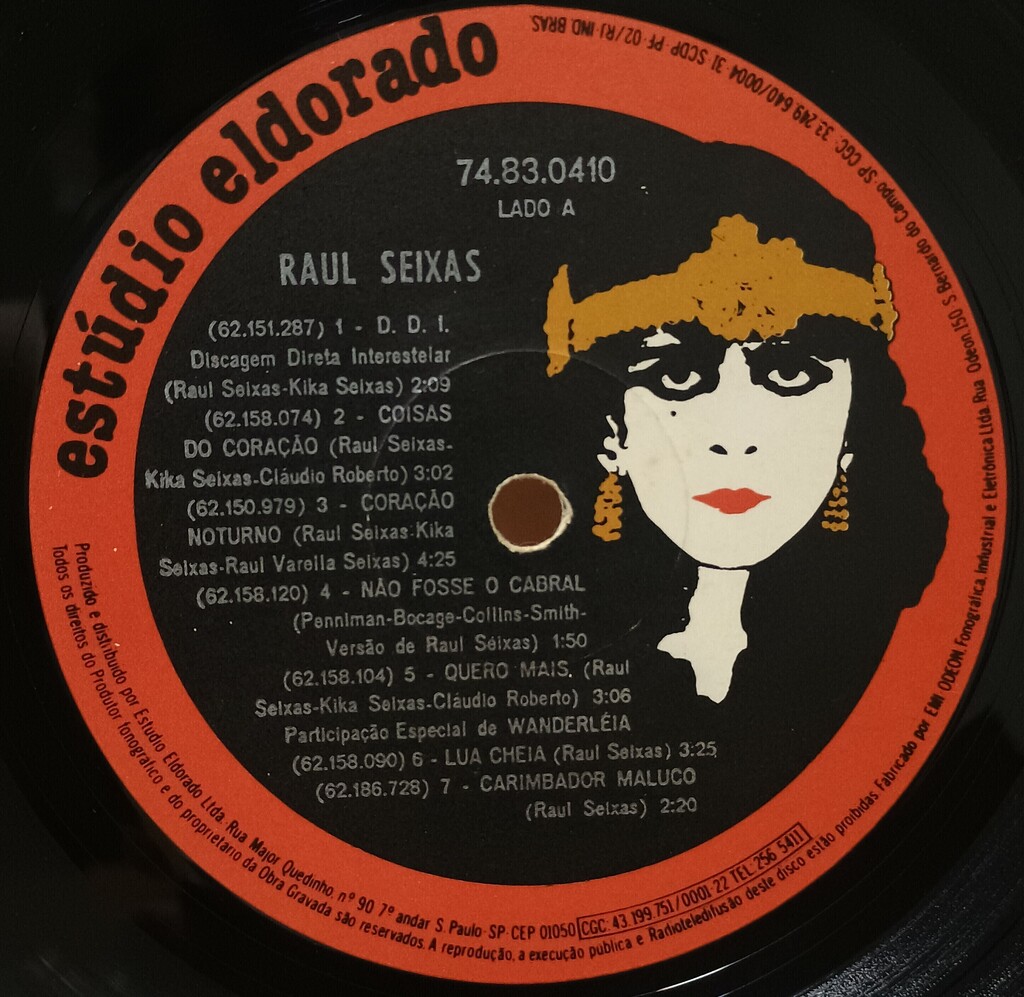 estúdio eldorado
74.83.0410
LADO A
RAUL SEIXAS
(62.151.287) 1 - D. D. I.
Discagem Direta Interestelar
(Raul Seixas-Kika Seixas) 2:09
(62.158.074) 2 - COISAS
DO CORAÇÃO (Raul Seixas-
Kika Seixas-Cláudio Roberto) 3:02
(62.150.979) 3 - CORAÇÃO
NOTURNO (Raul Seixas-Kika
Seixas-Raul Varella Seixas) 4:25
(62.158.120) 4 - NÃO FOSSE O CABRAL
(Penniman-Bocage-Collins-Smith-
Versão de Raul Seixas) 1:50
(62.158.104) 5 - QUERO MAIS. (Raul
Seixas-Kika Seixas-Cláudio Roberto) 3:06
Participação Especial de WANDERLÉIA
(62.158.090) 6 - LUA CHEIA (Raul Seixas) 3:25
(62.186.728) 7 - CARIMBADOR MALUCO
(Raul Seixas) 2:20
Produzido e distribuido por Estudio Eldorado Ltda. Rua Major Quedinho, nº 90 7º andar S. Paulo-SP-CEP 01050 CGC: 43.199.751/0001-22 TEL: 256 5411
Todos os direitos do Produtor fonográfico e do proprietario da Obra Gravada são reservados. A reprodução, a execução pública e Radioteledifusão deste disco estão proibidas. Fabricado por EMI ODEON, Fonográfica, Industrial e Eletrônica Ltda. Rua Odeon, 150 S Bernardo do Campo-SP CGC: 33 249 640/0004 31 SCDP-PF-02/RJ-IND. BRAS